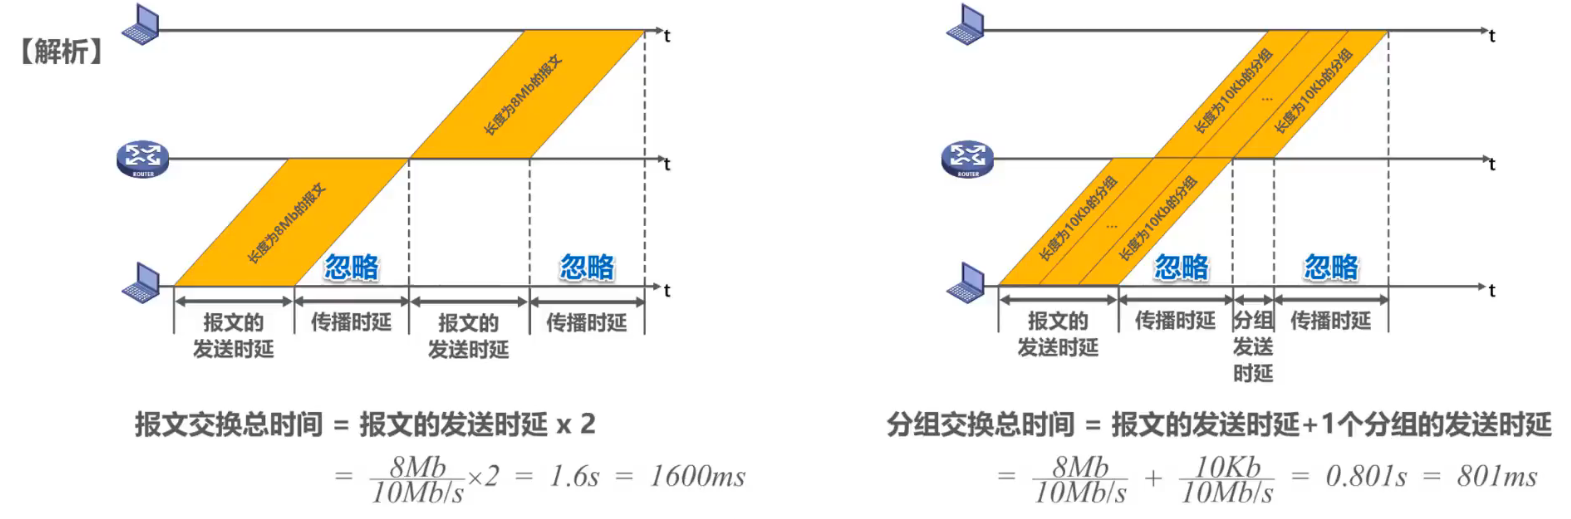 【解析】
t
长度为8Mb的报文
ROUTER
t
长度为8Mb的报文
忽略
忽略
t
报文的
发送时延
传播时延
报文的
发送时延
传播时延
报文交换总时间 = 报文的发送时延 x 2
= 8Mb/10Mb/s ×2 = 1.6s = 1600ms
t
长度为10Kb的分组
...
长度为10Kb的分组
ROUTER
t
长度为10Kb的分组
...
长度为10Kb的分组
忽略
忽略
t
报文的
发送时延
传播时延
分组
发送
时延
传播时延
分组交换总时间 = 报文的发送时延+1个分组的发送时延
= 8Mb/10Mb/s + 10Kb/10Mb/s = 0.801s = 801ms